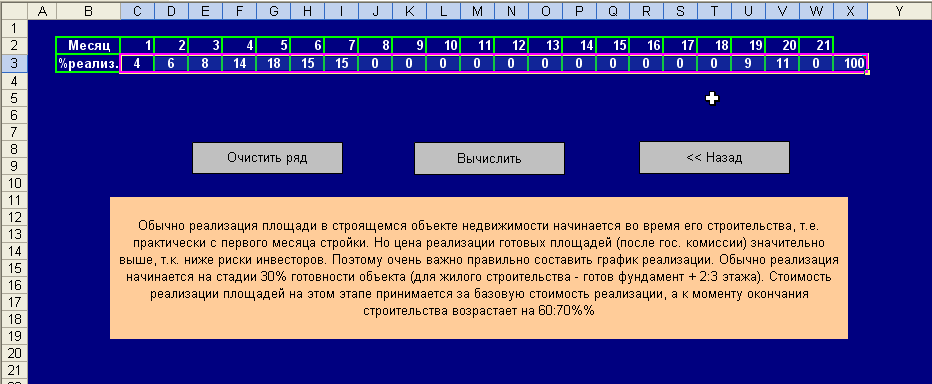 A B C D E F G H I J K L M N O P Q R S T U V W X Y
1
2 Месяц 1 2 3 4 5 6 7 8 9 10 11 12 13 14 15 16 17 18 19 20 21
3 %реализ. 4 6 8 14 18 15 15 0 0 0 0 0 0 0 0 0 0 0 9 11 0 100
4
5
6
7
8 Очистить ряд Вычислить << Назад
9
10
11
12 Обычно реализация площади в строящемся объекте недвижимости начинается во время его строительства, т.е.
13 практически с первого месяца стройки. Но цена реализации готовых площадей (после гос. комиссии) значительно
14 выше, т.к. ниже риски инвесторов. Поэтому очень важно правильно составить график реализации. Обычно реализация
15 начинается на стадии 30% готовности объекта (для жилого строительства - готов фундамент + 2:3 этажа). Стоимость
16 реализации площадей на этом этапе принимается за базовую стоимость реализации, а к моменту окончания
17 строительства возрастает на 60:70%%
18
19
20
21